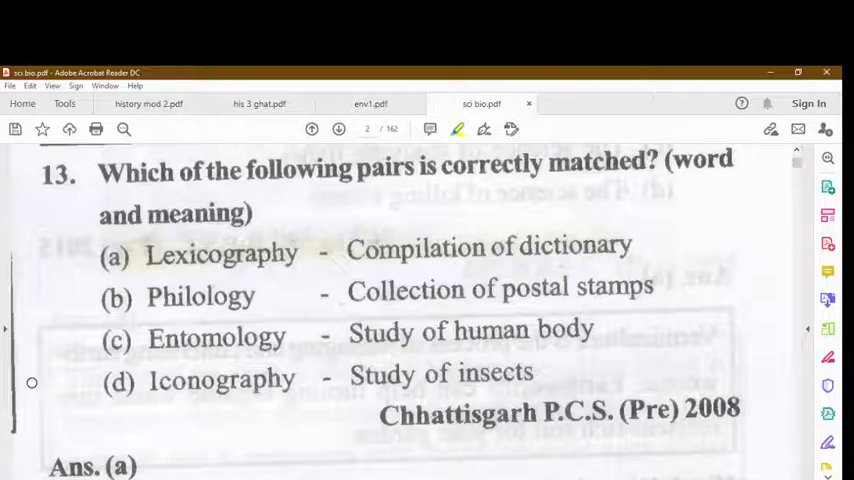 sci bio.pdf - Adobe Acrobat Reader DC
File Edit View Sign Window Help
Home Tools history mod 2.pdf his 3 ghat.pdf env1.pdf sci bio.pdf × Sign In
2 / 162
13. Which of the following pairs is correctly matched? (word
and meaning)
(a) Lexicography - Compilation of dictionary
(b) Philology - Collection of postal stamps
(c) Entomology - Study of human body
(d) Iconography - Study of insects
Chhattisgarh P.C.S. (Pre) 2008
Ans. (a)